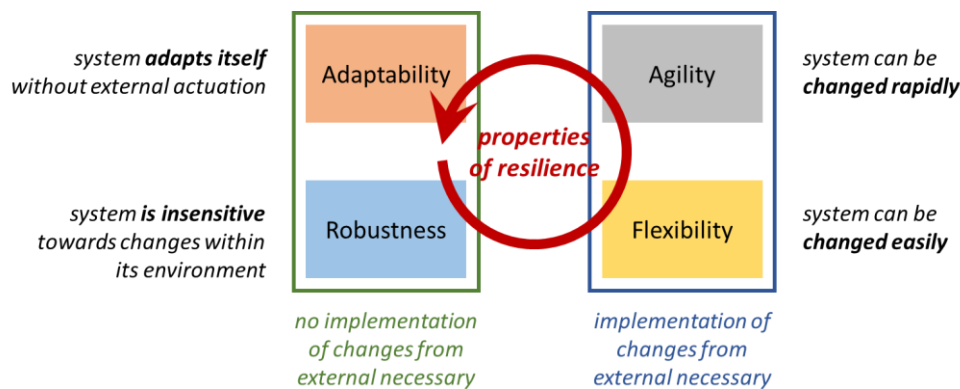 system adapts itself
without external actuation
Adaptability
Agility
system can be
changed rapidly
properties
of resilience
system is insensitive
towards changes within
its environment
Robustness
Flexibility
system can be
changed easily
no implementation
of changes from
external necessary
implementation of
changes from
external necessary